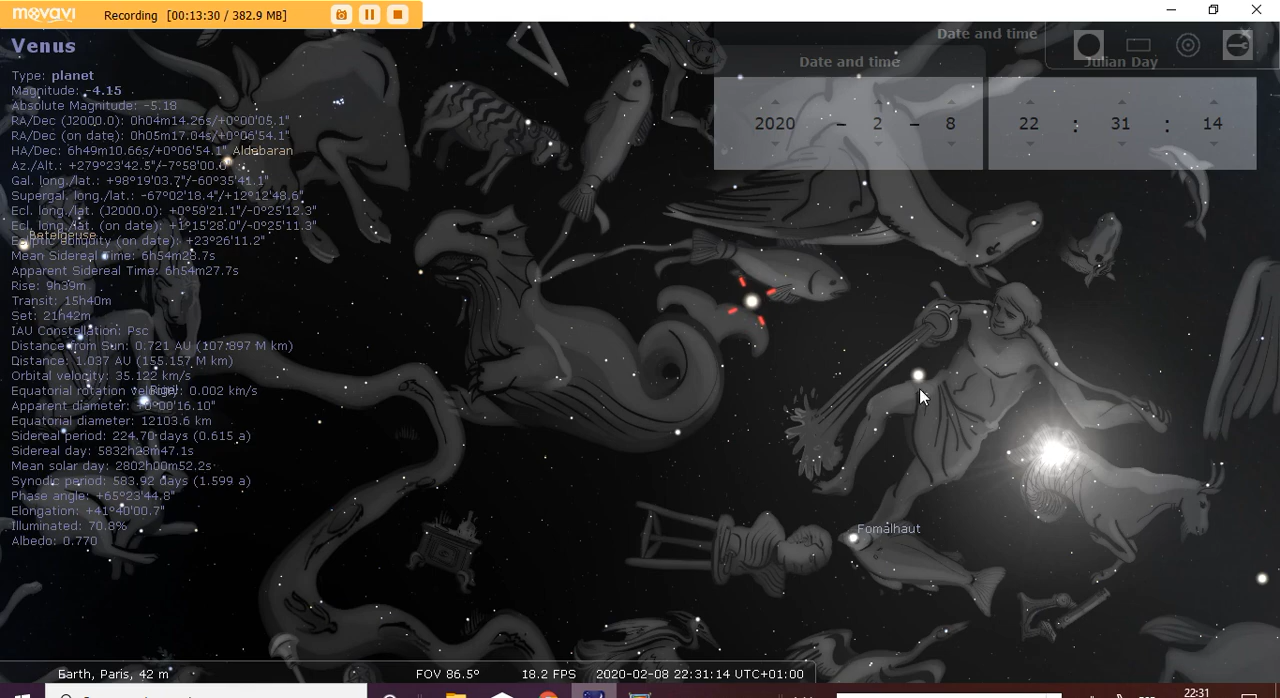 movavi Recording [00:13:30 / 382.9 MB]
Date and time
Venus
Date and time
Julian Day
Type: planet
Magnitude: -4.15
Absolute Magnitude: -5.18
RA/Dec (J2000.0): 0h04m14.26s/+0°00'05.1"
RA/Dec (on date): 0h05m17.04s/+0°06'54.1"
HA/Dec: 6h49m10.66s/+0°06'54.1"
Aldebaran
Az./Alt.: +279°23'42.5"/-7°58'00.0"
Gal. long./lat.: +98°19'03.7"/-60°35'41.1"
Supergal. long./lat.: -67°02'18.4"/+12°12'48.6"
Ecl. long./lat. (J2000.0): +0°59'21.1"/-0°25'12.3"
Ecl. long./lat. (on date): +1°15'28.0"/-0°25'11.3"
Betelgeuse
Ecliptic obliquity (on date): +23°26'11.2"
Mean Sidereal Time: 6h54m28.7s
Apparent Sidereal Time: 6h54m27.7s
Rise: 9h39m
Transit: 15h40m
Set: 21h42m
IAU Constellation: Psc
Distance from Sun: 0.721 AU (107.897 M km)
Distance: 1.037 AU (155.157 M km)
Orbital velocity: 35.122 km/s
Equatorial rotation velocity: 0.002 km/s
Rigel
Apparent diameter: +0°00'16.10"
Equatorial diameter: 12103.6 km
Sidereal period: 224.70 days (0.615 a)
Sidereal day: 5832h28m47.1s
Mean solar day: 2802h00m52.2s
Synodic period: 583.92 days (1.599 a)
Phase angle: +65°23'44.8"
Elongation: +41°40'00.7"
Illuminated: 70.8%
Albedo: 0.770
2020 - 2 - 8 22 : 31 : 14
Fomalhaut
Earth, Paris, 42 m FOV 86.5° 18.2 FPS 2020-02-08 22:31:14 UTC+01:00
22:31